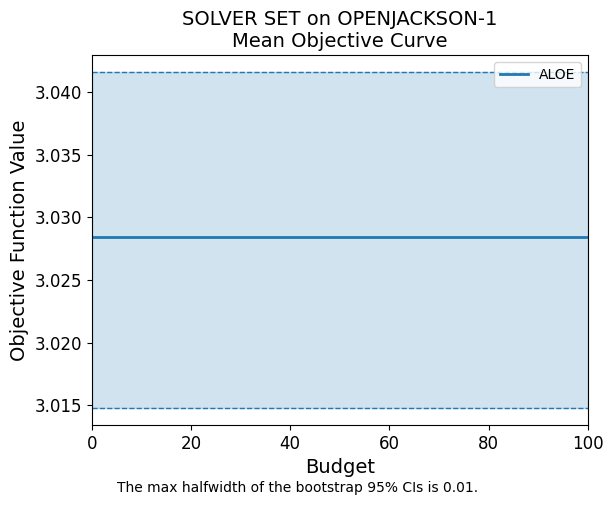 SOLVER SET on OPENJACKSON-1
Mean Objective Curve
ALOE
3.040
3.035
3.030
3.025
3.020
3.015
Objective Function Value
0 20 40 60 80 100
Budget
The max halfwidth of the bootstrap 95% CIs is 0.01.